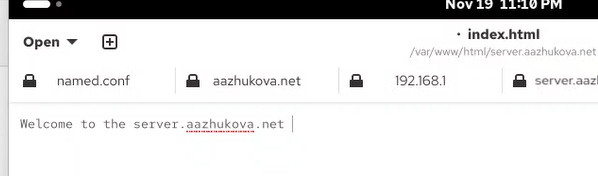 Nov 19 11:10 PM
Open
· index.html
/var/www/html/server.aazhukova.net
named.conf
aazhukova.net
192.168.1
server.aazl
Welcome to the server.aazhukova.net